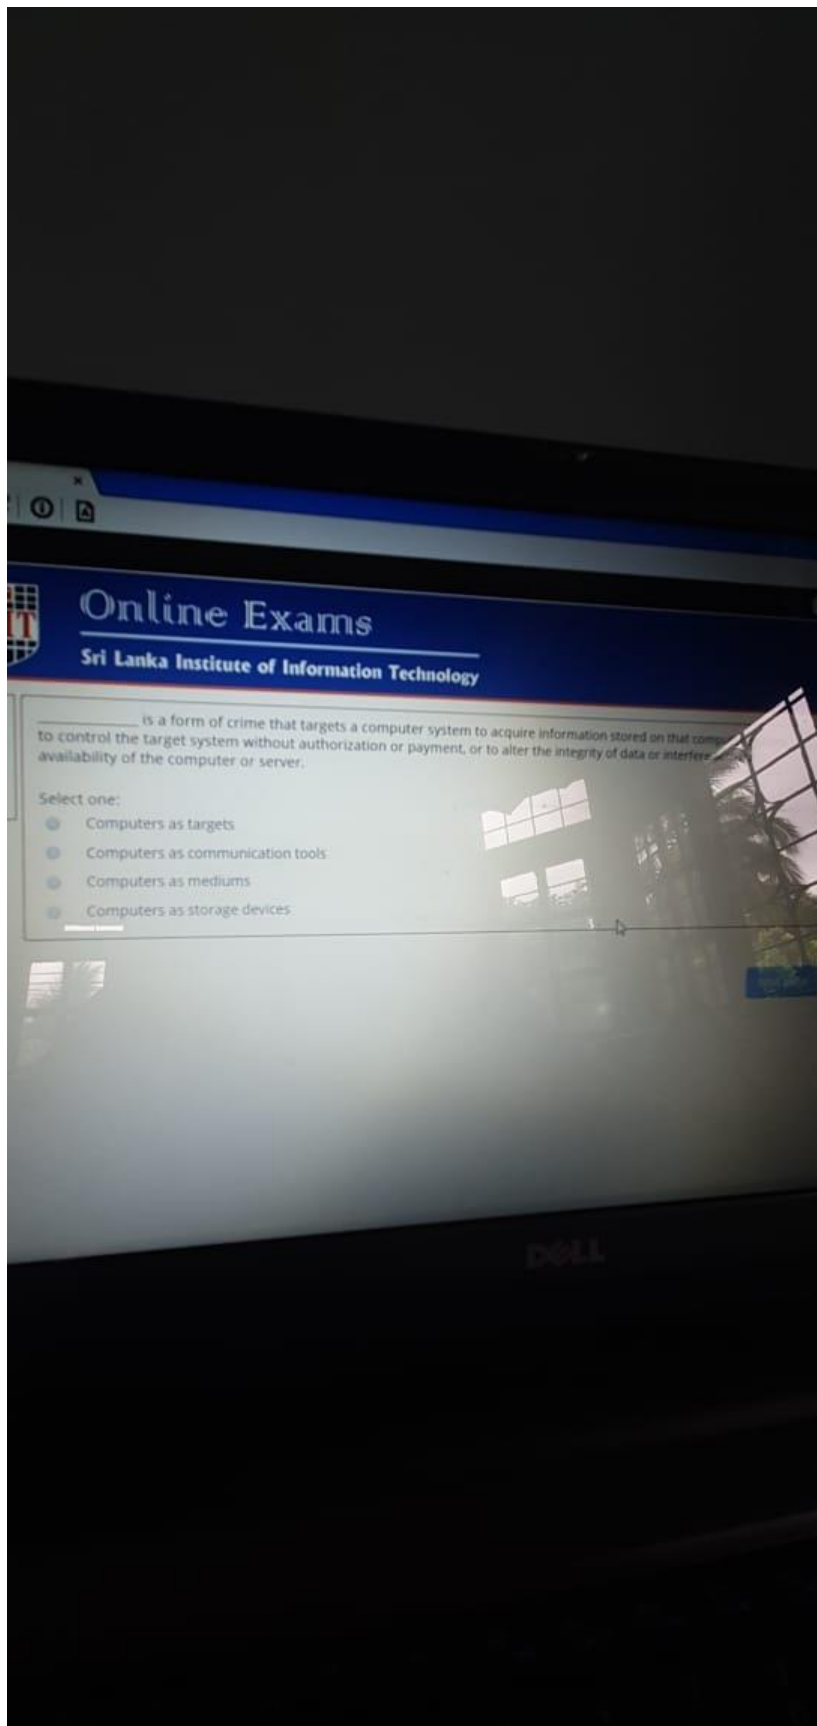 IT
Online Exams
Sri Lanka Institute of Information Technology
____________ is a form of crime that targets a computer system to acquire information stored on that
to control the target system without authorization or payment, or to alter the integrity of data or interfere
availability of the computer or server.
Select one:
Computers as targets
Computers as communication tools
Computers as mediums
Computers as storage devices
DELL